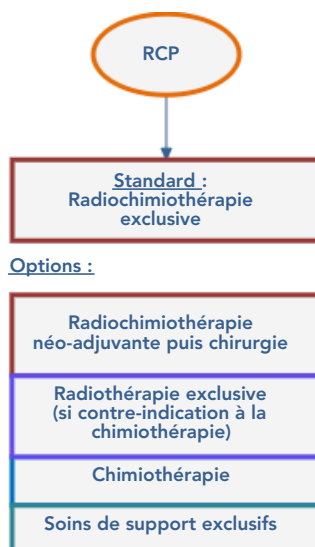 RCP
Standard :
Radiochimiothérapie
exclusive
Options :
Radiochimiothérapie
néo-adjuvante puis chirurgie
Radiothérapie exclusive
(si contre-indication à la
chimiothérapie)
Chimiothérapie
Soins de support exclusifs